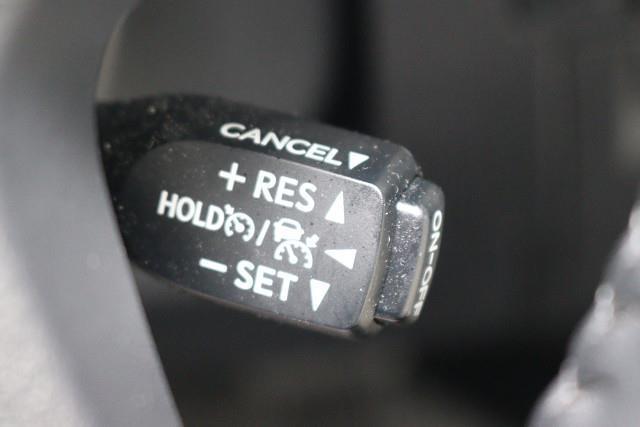 CANCEL▼
+ RES ▲
HOLD / ◀
− SET ▼
ON-OFF